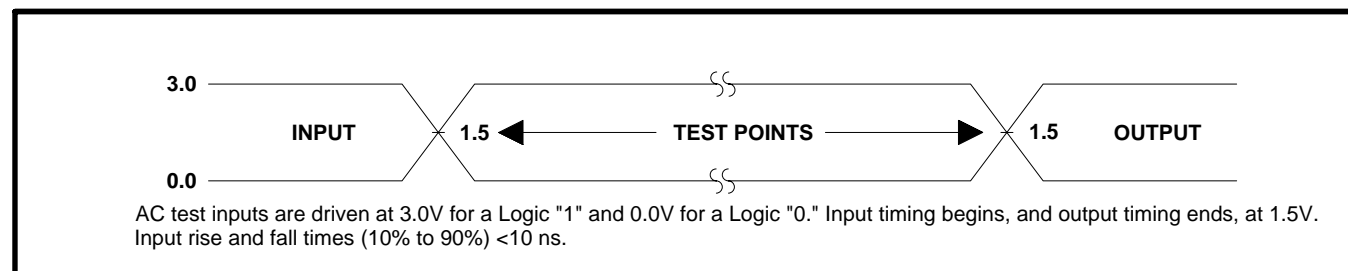 3.0
INPUT 1.5 TEST POINTS 1.5 OUTPUT
0.0
AC test inputs are driven at 3.0V for a Logic "1" and 0.0V for a Logic "0." Input timing begins, and output timing ends, at 1.5V.
Input rise and fall times (10% to 90%) <10 ns.